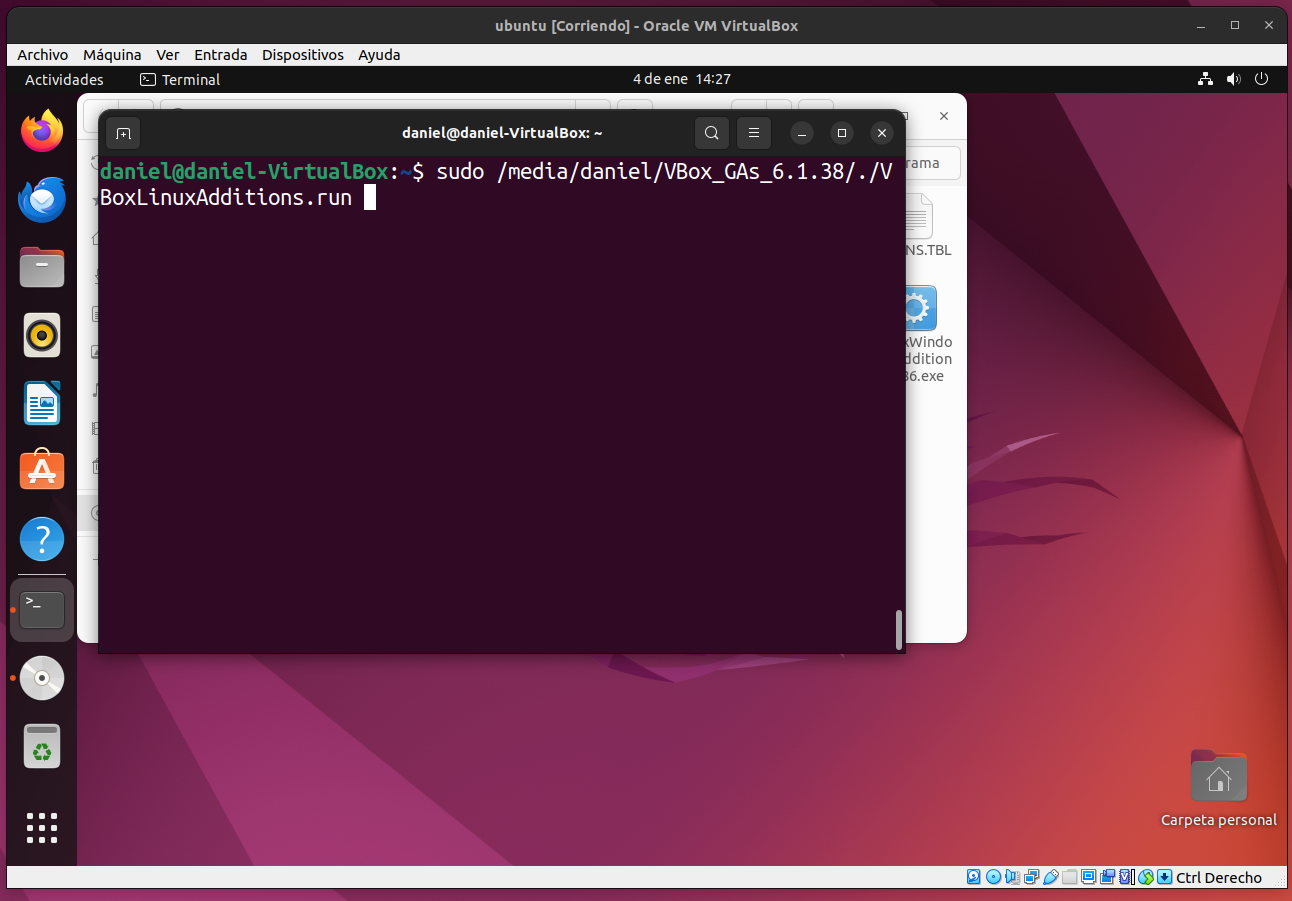 ubuntu [Corriendo] - Oracle VM VirtualBox
Archivo Máquina Ver Entrada Dispositivos Ayuda
Actividades Terminal 4 de ene 14:27
daniel@daniel-VirtualBox: ~
daniel@daniel-VirtualBox:~$ sudo /media/daniel/VBox_GAs_6.1.38/./V
BoxLinuxAdditions.run
rama
NS.TBL
xWindo
ddition
86.exe
Carpeta personal
Ctrl Derecho